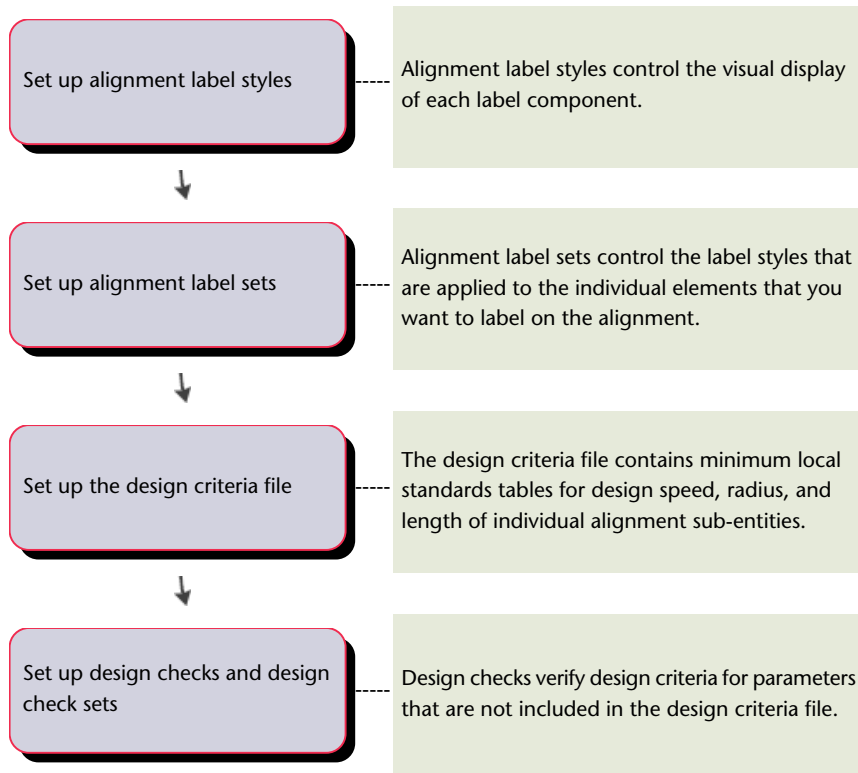 Set up alignment label styles
Alignment label styles control the visual display
of each label component.
Set up alignment label sets
Alignment label sets control the label styles that
are applied to the individual elements that you
want to label on the alignment.
Set up the design criteria file
The design criteria file contains minimum local
standards tables for design speed, radius, and
length of individual alignment sub-entities.
Set up design checks and design
check sets
Design checks verify design criteria for parameters
that are not included in the design criteria file.